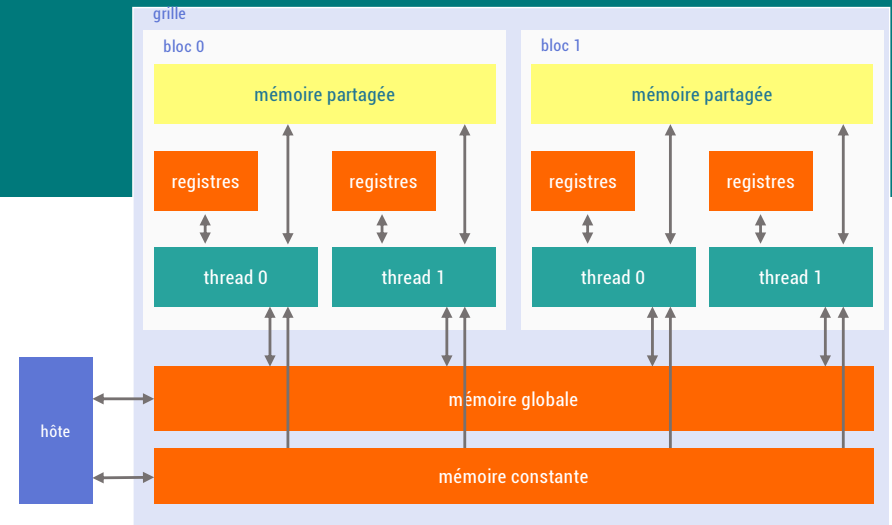 grille
bloc 0
bloc 1
mémoire partagée
mémoire partagée
registres
registres
registres
registres
thread 0
thread 1
thread 0
thread 1
mémoire globale
hôte
mémoire constante